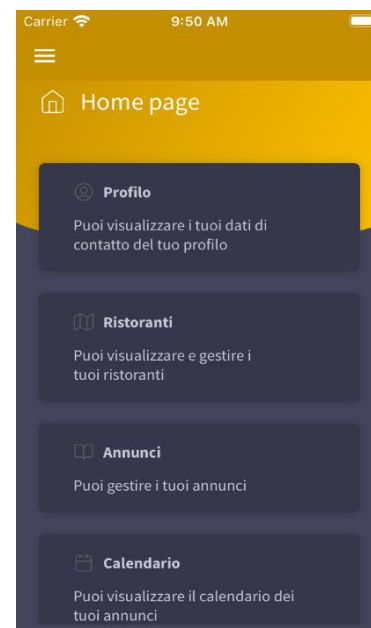 Carrier 9:50 AM
Home page
Profilo
Puoi visualizzare i tuoi dati di
contatto del tuo profilo
Ristoranti
Puoi visualizzare e gestire i
tuoi ristoranti
Annunci
Puoi gestire i tuoi annunci
Calendario
Puoi visualizzare il calendario dei
tuoi annunci